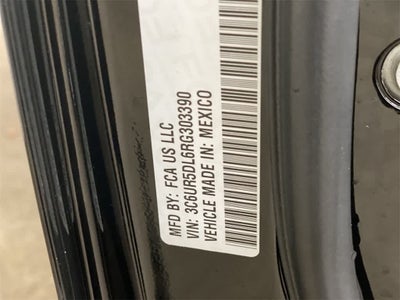 MFD BY: FCA US LLC
VIN: 3C6UR5DL6RG303390
VEHICLE MADE IN: MEXICO